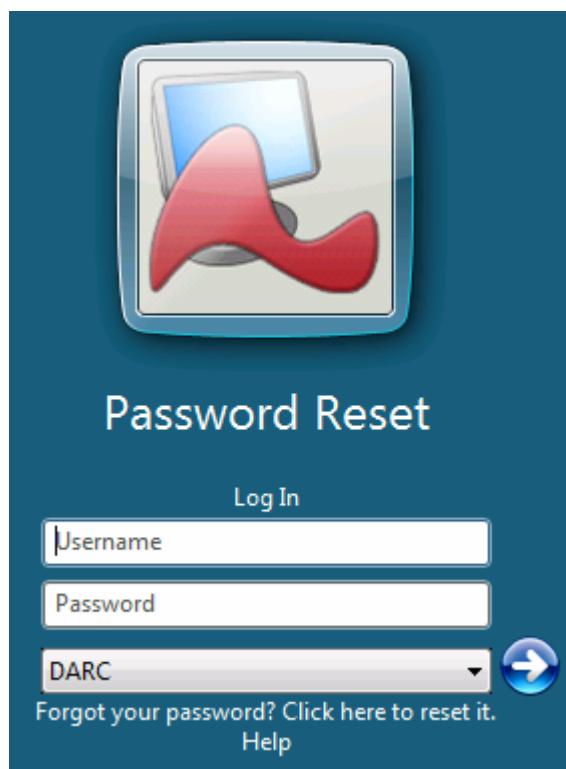 Password Reset
Log In
Username
Password
DARC
Forgot your password? Click here to reset it.
Help